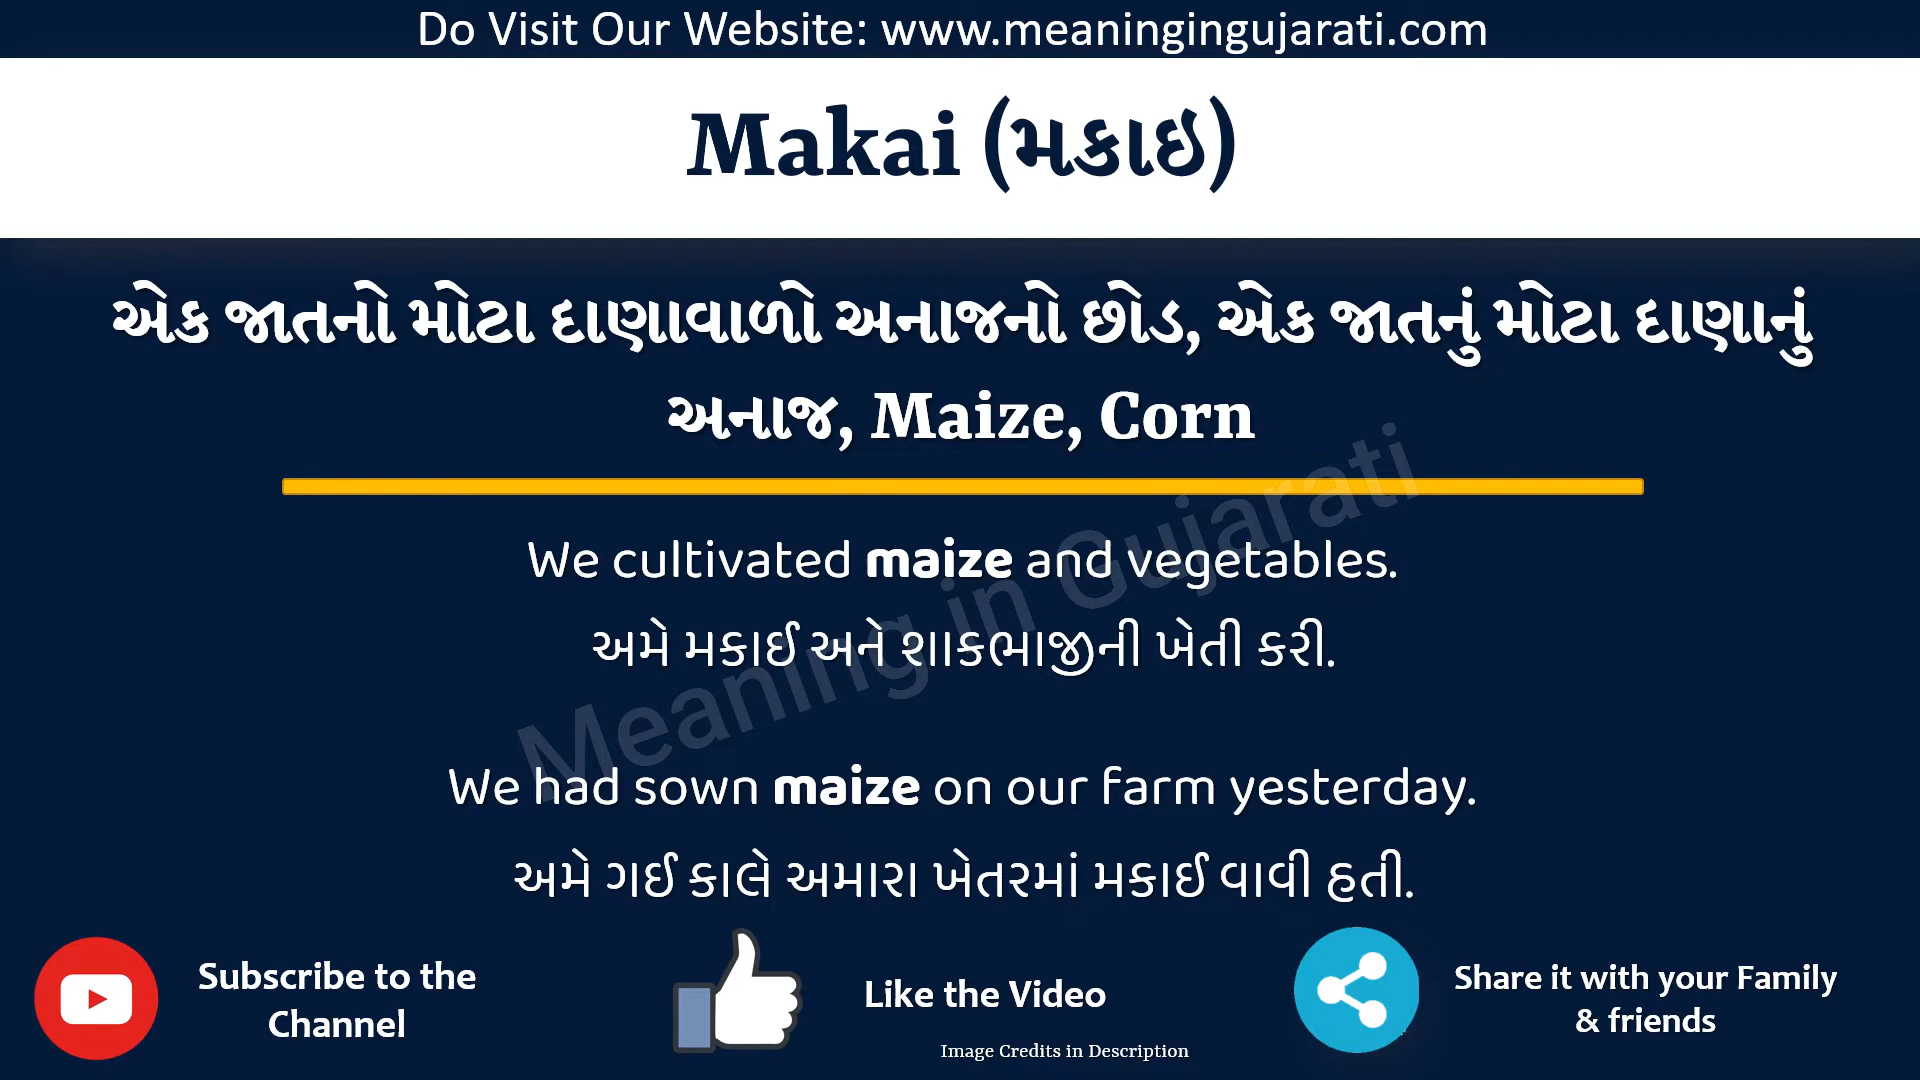 Do Visit Our Website: www.meaningingujarati.com
Makai (મકાઇ)
એક જાતનો મોટા દાણાવાળો અનાજનો છોડ, એક જાતનું મોટા દાણાનું
અનાજ, Maize, Corn
We cultivated maize and vegetables.
અમે મકાઈ અને શાકભાજીની ખેતી કરી.
Meaning in Gujarati
We had sown maize on our farm yesterday.
અમે ગઈ કાલે અમારા ખેતરમાં મકાઈ વાવી હતી.
Subscribe to the
Channel
Like the Video
Share it with your Family
& friends
Image Credits in Description